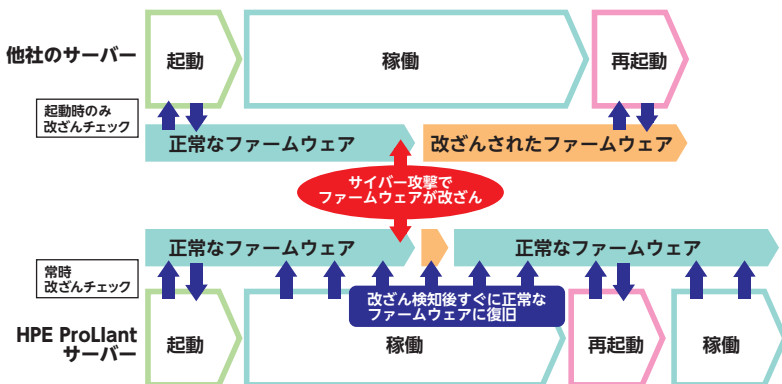 他社のサーバー
起動
稼働
再起動
起動時のみ
改ざんチェック
正常なファームウェア
改ざんされたファームウェア
サイバー攻撃で
ファームウェアが改ざん
正常なファームウェア
正常なファームウェア
常時
改ざんチェック
改ざん検知後すぐに正常な
ファームウェアに復旧
HPE ProLIant
サーバー
起動
稼働
再起動
稼働